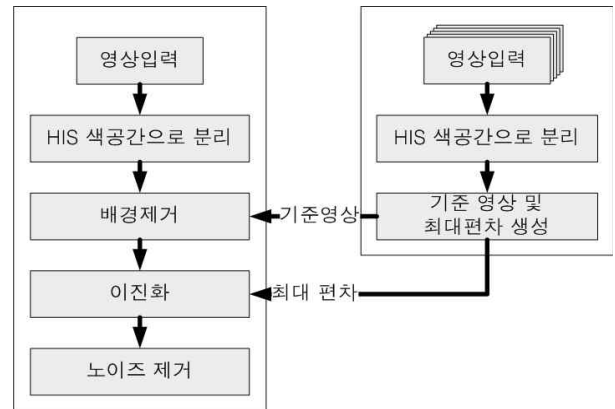 영상입력
HIS 색공간으로 분리
배경제거
이진화
노이즈 제거
기준영상
최대 편차
영상입력
HIS 색공간으로 분리
기준 영상 및
최대편차 생성